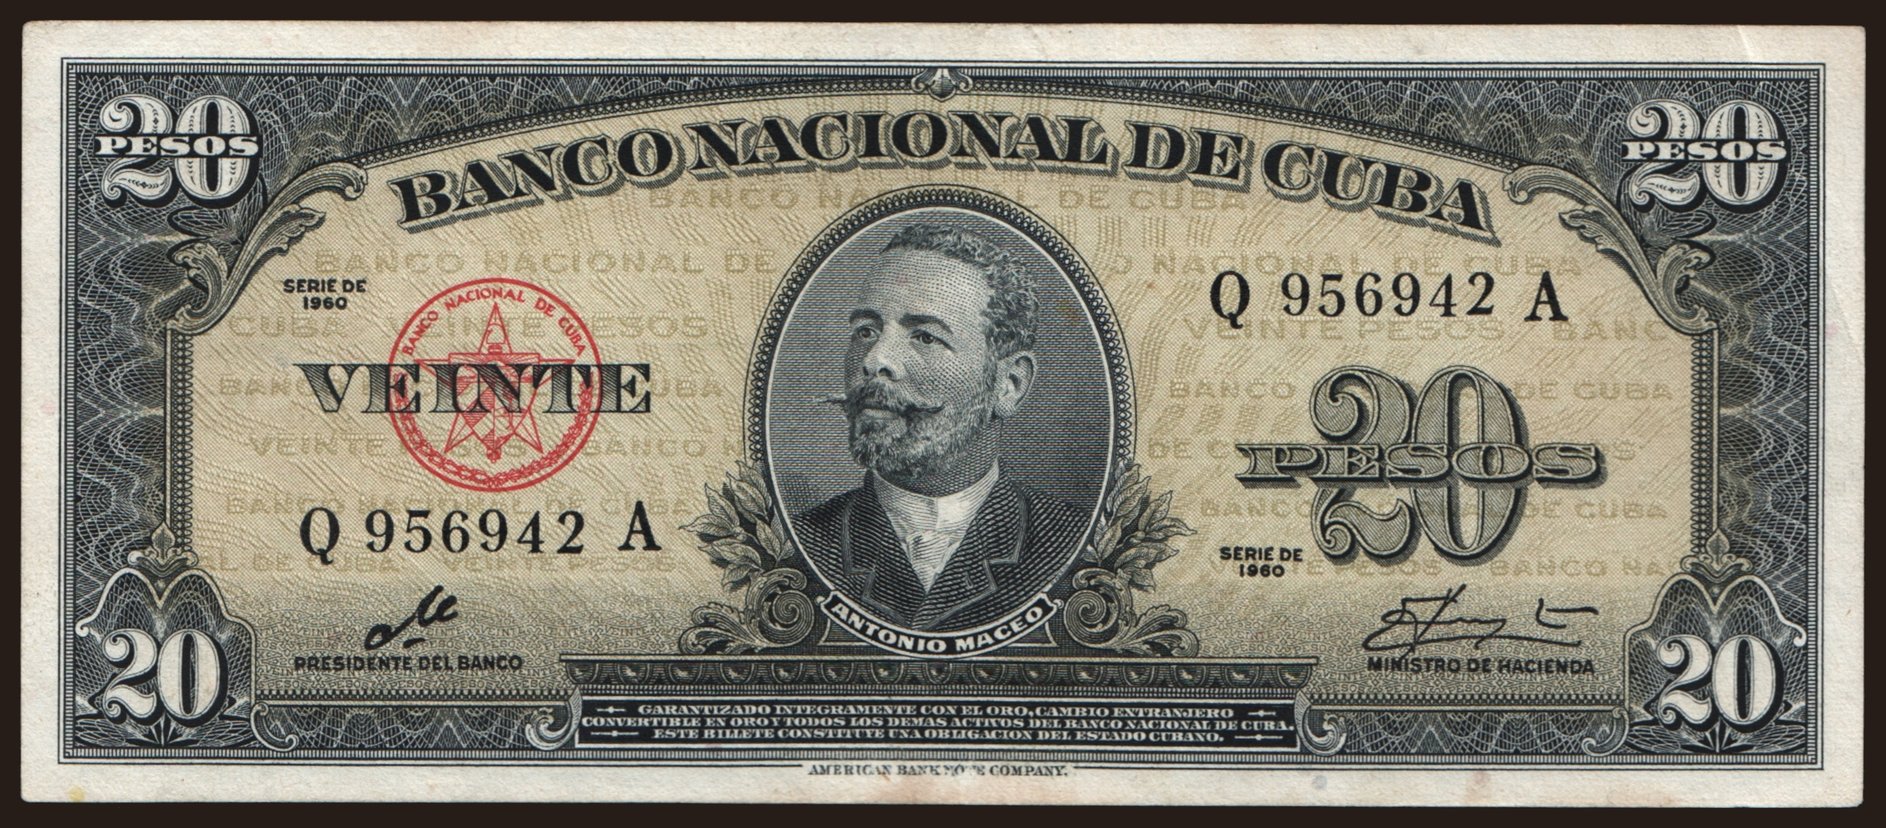 20 PESOS
20 PESOS
BANCO NACIONAL DE CUBA
SERIE DE
1960
BANCO NACIONAL DE CUBA
Q 956942 A
VEINTE
20 PESOS
Q 956942 A
SERIE DE
1960
ANTONIO MACEO
PRESIDENTE DEL BANCO
MINISTRO DE HACIENDA
20
20
GARANTIZADO INTEGRAMENTE CON EL ORO, CAMBIO EXTRANJERO
CONVERTIBLE EN ORO Y TODOS LOS DEMAS ACTIVOS DEL BANCO NACIONAL DE CUBA.
ESTE BILLETE CONSTITUYE UNA OBLIGACION DEL ESTADO CUBANO.
AMERICAN BANK NOTE COMPANY.